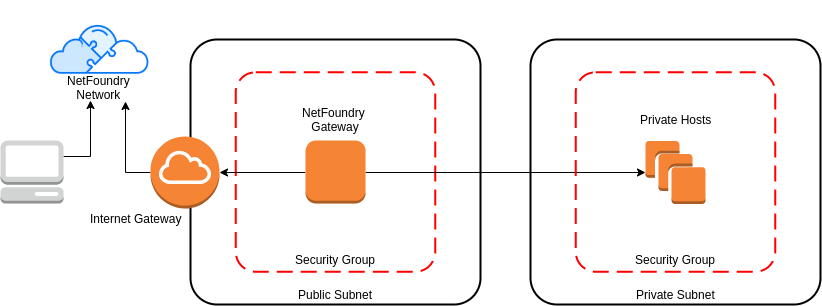 NetFoundry
Network
NetFoundry
Gateway
Private Hosts
Internet Gateway
Security Group
Security Group
Public Subnet
Private Subnet